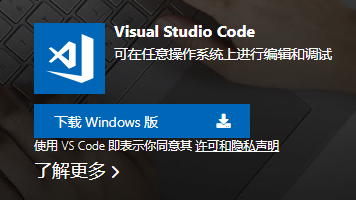 Visual Studio Code
可在任意操作系统上进行编辑和调试
下载 Windows 版
使用 VS Code 即表示你同意其 许可和隐私声明
了解更多